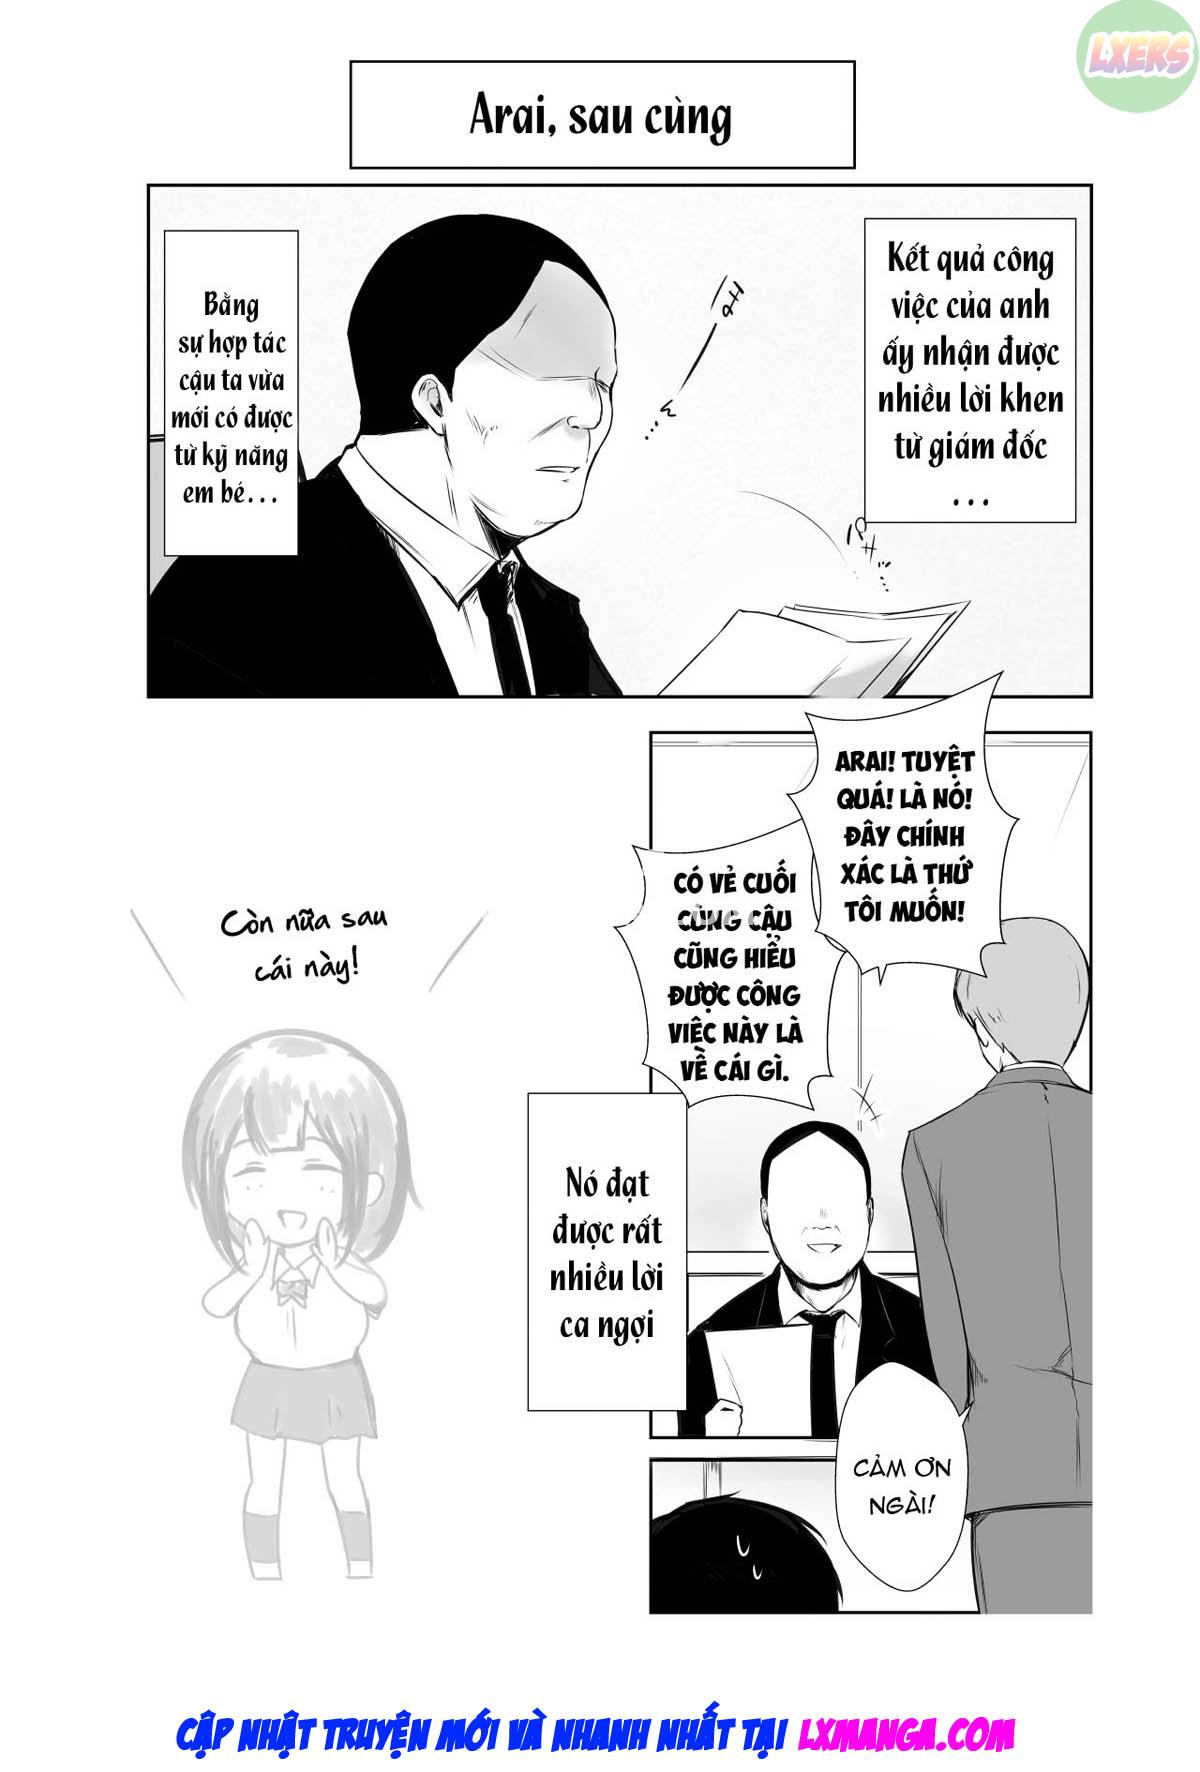 LXERS
Arai, sau cùng
Kết quả công
việc của anh
ấy nhận được
nhiều lời khen
từ giám đốc
...
Bằng
sự hợp tác
cậu ta vừa
mới có được
từ kỹ năng
em bé...
ARAI! TUYỆT
QUÁ! LÀ NÓ!
ĐÂY CHÍNH
XÁC LÀ THỨ
TÔI MUỐN!
CÓ VẺ CUỐI
CÙNG CẬU
CŨNG HIỂU
ĐƯỢC CÔNG
VIỆC NÀY LÀ
VỀ CÁI GÌ.
Còn nữa sau
cái này!
Nó đạt
được rất
nhiều lời
ca ngợi
CẢM ƠN
NGÀI!
CẬP NHẬT TRUYỆN MỚI VÀ NHANH NHẤT TẠI LXMANGA.COM